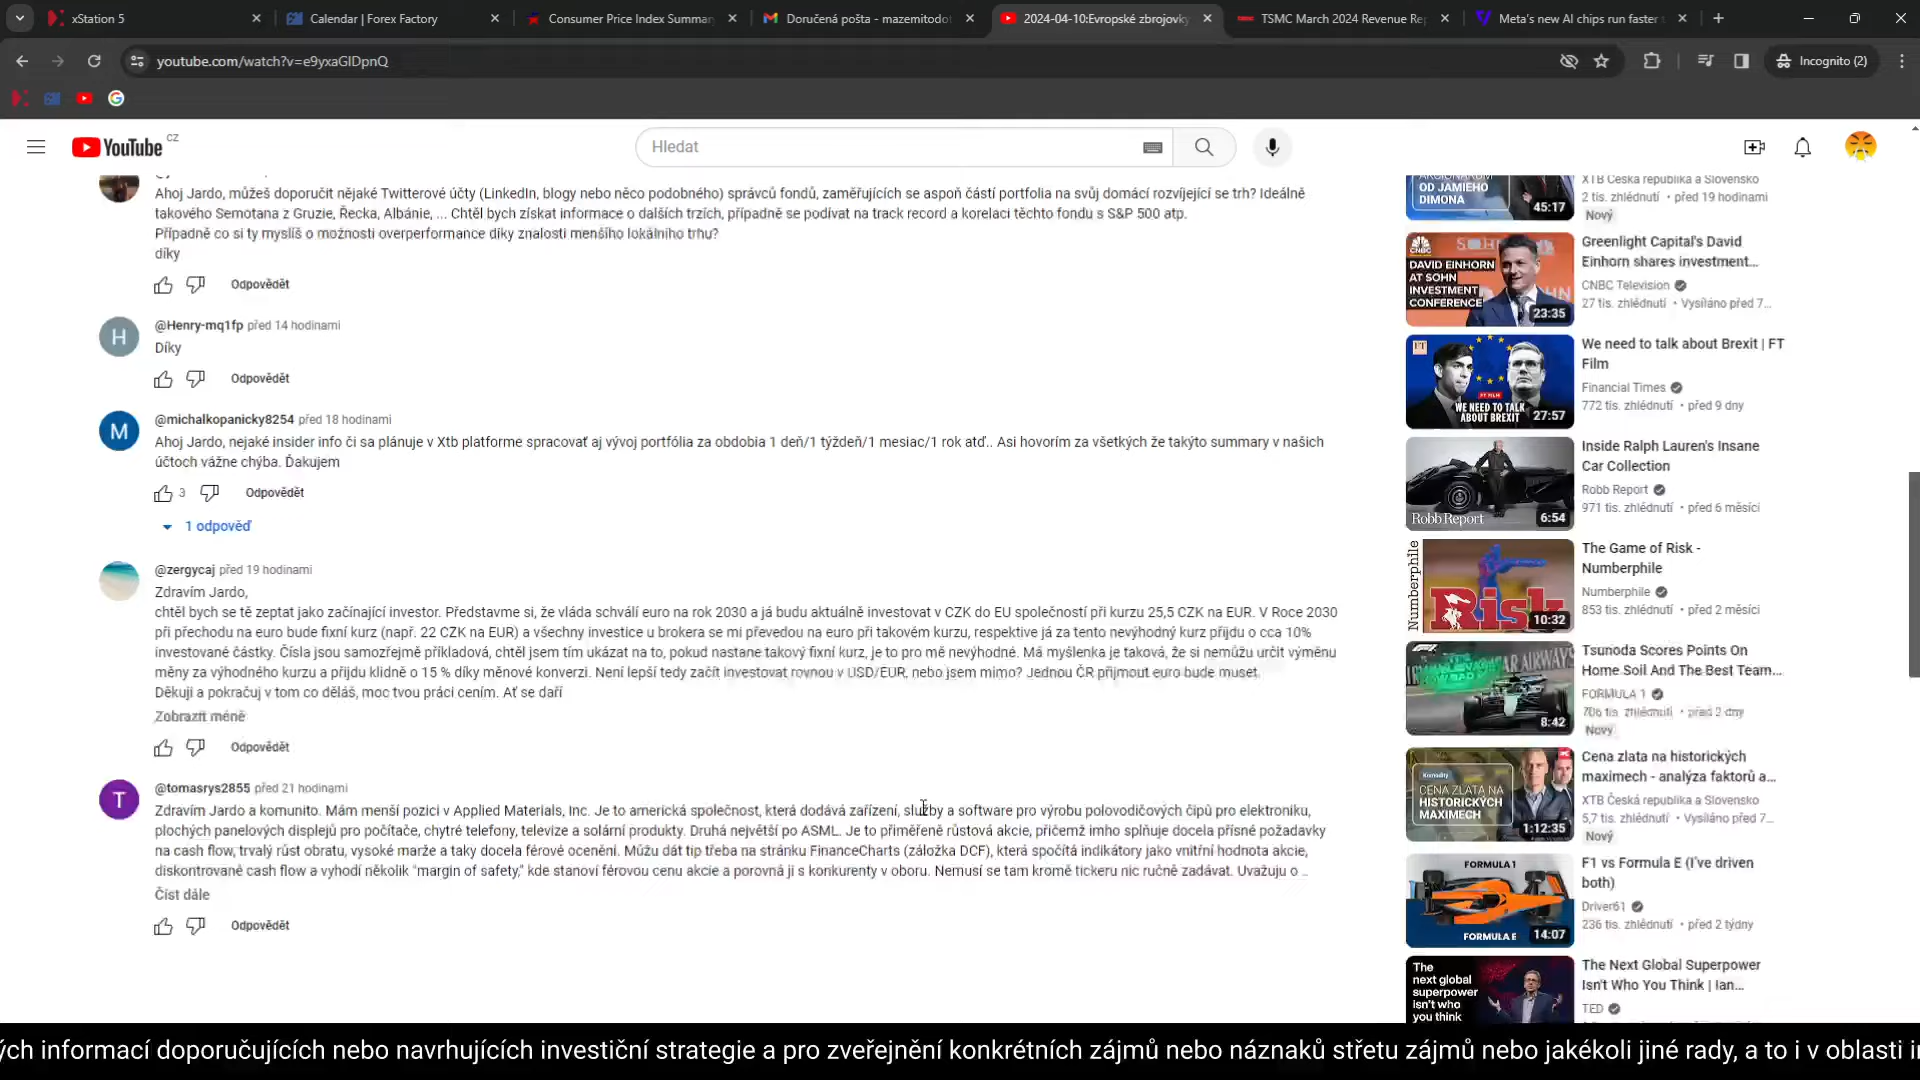 xStation 5
Calendar | Forex Factory
Consumer Price Index Summar
Doručená pošta - mazemitodo
2024-04-10:Evropské zbrojovky
TSMC March 2024 Revenue Re
Meta's new AI chips run faster
youtube.com/watch?v=e9yxaGlDpnQ
Incognito (2)
YouTube CZ
Hledat
Ahoj Jardo, můžeš doporučit nějaké Twitterové účty (LinkedIn, blogy nebo něco podobného) správců fondů, zaměřujících se aspoň částí portfolia na svůj domácí rozvíjející se trh? Ideálně
takového Semotana z Gruzie, Řecka, Albánie, ... Chtěl bych získat informace o dalších trzích, případně se podívat na track record a korelaci těchto fondu s S&P 500 atp.
Případně co si ty myslíš o možnosti overperformance díky znalosti menšího lokálního trhu?
díky
Odpovědět
@Henry-mq1fp před 14 hodinami
H
Díky
Odpovědět
@michalkopanicky8254 před 18 hodinami
M
Ahoj Jardo, nejaké insider info či sa plánuje v Xtb platforme spracovať aj vývoj portfólia za obdobia 1 deň/1 týždeň/1 mesiac/1 rok atď.. Asi hovorím za všetkých že takýto summary v našich
účtoch vážne chýba. Ďakujem
3 Odpovědět
1 odpověď
@zergycaj před 19 hodinami
Zdravím Jardo,
chtěl bych se tě zeptat jako začínající investor. Představme si, že vláda schválí euro na rok 2030 a já budu aktuálně investovat v CZK do EU společností při kurzu 25,5 CZK na EUR. V Roce 2030
při přechodu na euro bude fixní kurz (např. 22 CZK na EUR) a všechny investice u brokera se mi převedou na euro při takovém kurzu, respektive já za tento nevýhodný kurz přijdu o cca 10%
investované částky. Čísla jsou samozřejmě příkladová, chtěl jsem tím ukázat na to, pokud nastane takový fixní kurz, je to pro mě nevýhodné. Má myšlenka je taková, že si nemůžu určit výměnu
měny za výhodného kurzu a přijdu klidně o 15 % díky měnové konverzi. Není lepší tedy začít investovat rovnou v USD/EUR, nebo jsem mimo? Jednou ČR přijmout euro bude muset.
Děkuji a pokračuj v tom co děláš, moc tvou práci cením. Ať se daří
Zobrazit méně
Odpovědět
@tomasrys2855 před 21 hodinami
T
Zdravím Jardo a komunito. Mám menší pozici v Applied Materials, Inc. Je to americká společnost, která dodává zařízení, služby a software pro výrobu polovodičových čipů pro elektroniku,
plochých panelových displejů pro počítače, chytré telefony, televize a solární produkty. Druhá největší po ASML. Je to přiměřeně růstová akcie, přičemž imho splňuje docela přísné požadavky
na cash flow, trvalý růst obratu, vysoké marže a taky docela férové ocenění. Můžu dát tip třeba na stránku FinanceCharts (záložka DCF), která spočítá indikátory jako vnitřní hodnota akcie,
diskontrované cash flow a vyhodí několik "margin of safety," kde stanoví férovou cenu akcie a porovná ji s konkurenty v oboru. Nemusí se tam kromě tickeru nic ručně zadávat. Uvažuju o ..
Číst dále
Odpovědět
OD JAMIEHO
DIMONA
45:17
XTB Česká republika a Slovensko
2 tis. zhlédnutí • před 19 hodinami
Nový
CNBC
DAVID EINHORN
AT SOHN
INVESTMENT
CONFERENCE
23:35
Greenlight Capital's David
Einhorn shares investment...
CNBC Television
27 tis. zhlédnutí • Vysíláno před 7...
FT
FT FILM
WE NEED TO TALK
ABOUT BREXIT
27:57
We need to talk about Brexit | FT
Film
Financial Times
772 tis. zhlédnutí • před 9 dny
Robb Report
6:54
Inside Ralph Lauren's Insane
Car Collection
Robb Report
971 tis. zhlédnutí • před 6 měsíci
Numberphile
Risk
10:32
The Game of Risk -
Numberphile
Numberphile
853 tis. zhlédnutí • před 2 měsíci
AR AIRWAYS
8:42
Tsunoda Scores Points On
Home Soil And The Best Team...
FORMULA 1
706 tis. zhlédnutí • před 2 dny
Nový
Komodity
CENA ZLATA NA
HISTORICKÝCH
MAXIMECH
1:12:35
Cena zlata na historických
maximech - analýza faktorů a...
XTB Česká republika a Slovensko
5,7 tis. zhlédnutí • Vysíláno před 7...
Nový
FORMULA 1
FORMULA E
14:07
F1 vs Formula E (I've driven
both)
Driver61
236 tis. zhlédnutí • před 2 týdny
The
next global
superpower
isn't who
you think
The Next Global Superpower
Isn't Who You Think | Ian...
TED
ých informací doporučujících nebo navrhujících investiční strategie a pro zveřejnění konkrétních zájmů nebo náznaků střetu zájmů nebo jakékoli jiné rady, a to i v oblasti i